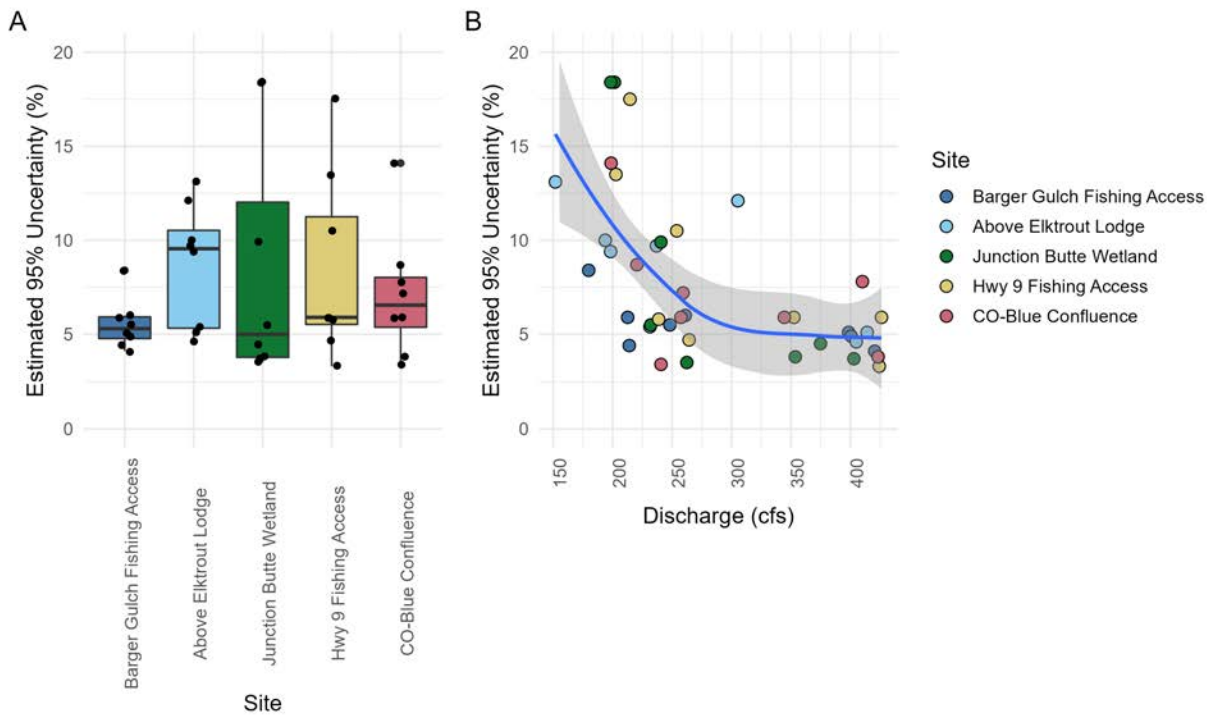 A
20
15
10
5
0
Estimated 95% Uncertainty (%)
Barger Gulch Fishing Access
Above Elktrout Lodge
Junction Butte Wetland
Hwy 9 Fishing Access
CO-Blue Confluence
Site
B
20
15
10
5
0
Estimated 95% Uncertainty (%)
150
200
250
300
350
400
Discharge (cfs)
Site
Barger Gulch Fishing Access
Above Elktrout Lodge
Junction Butte Wetland
Hwy 9 Fishing Access
CO-Blue Confluence